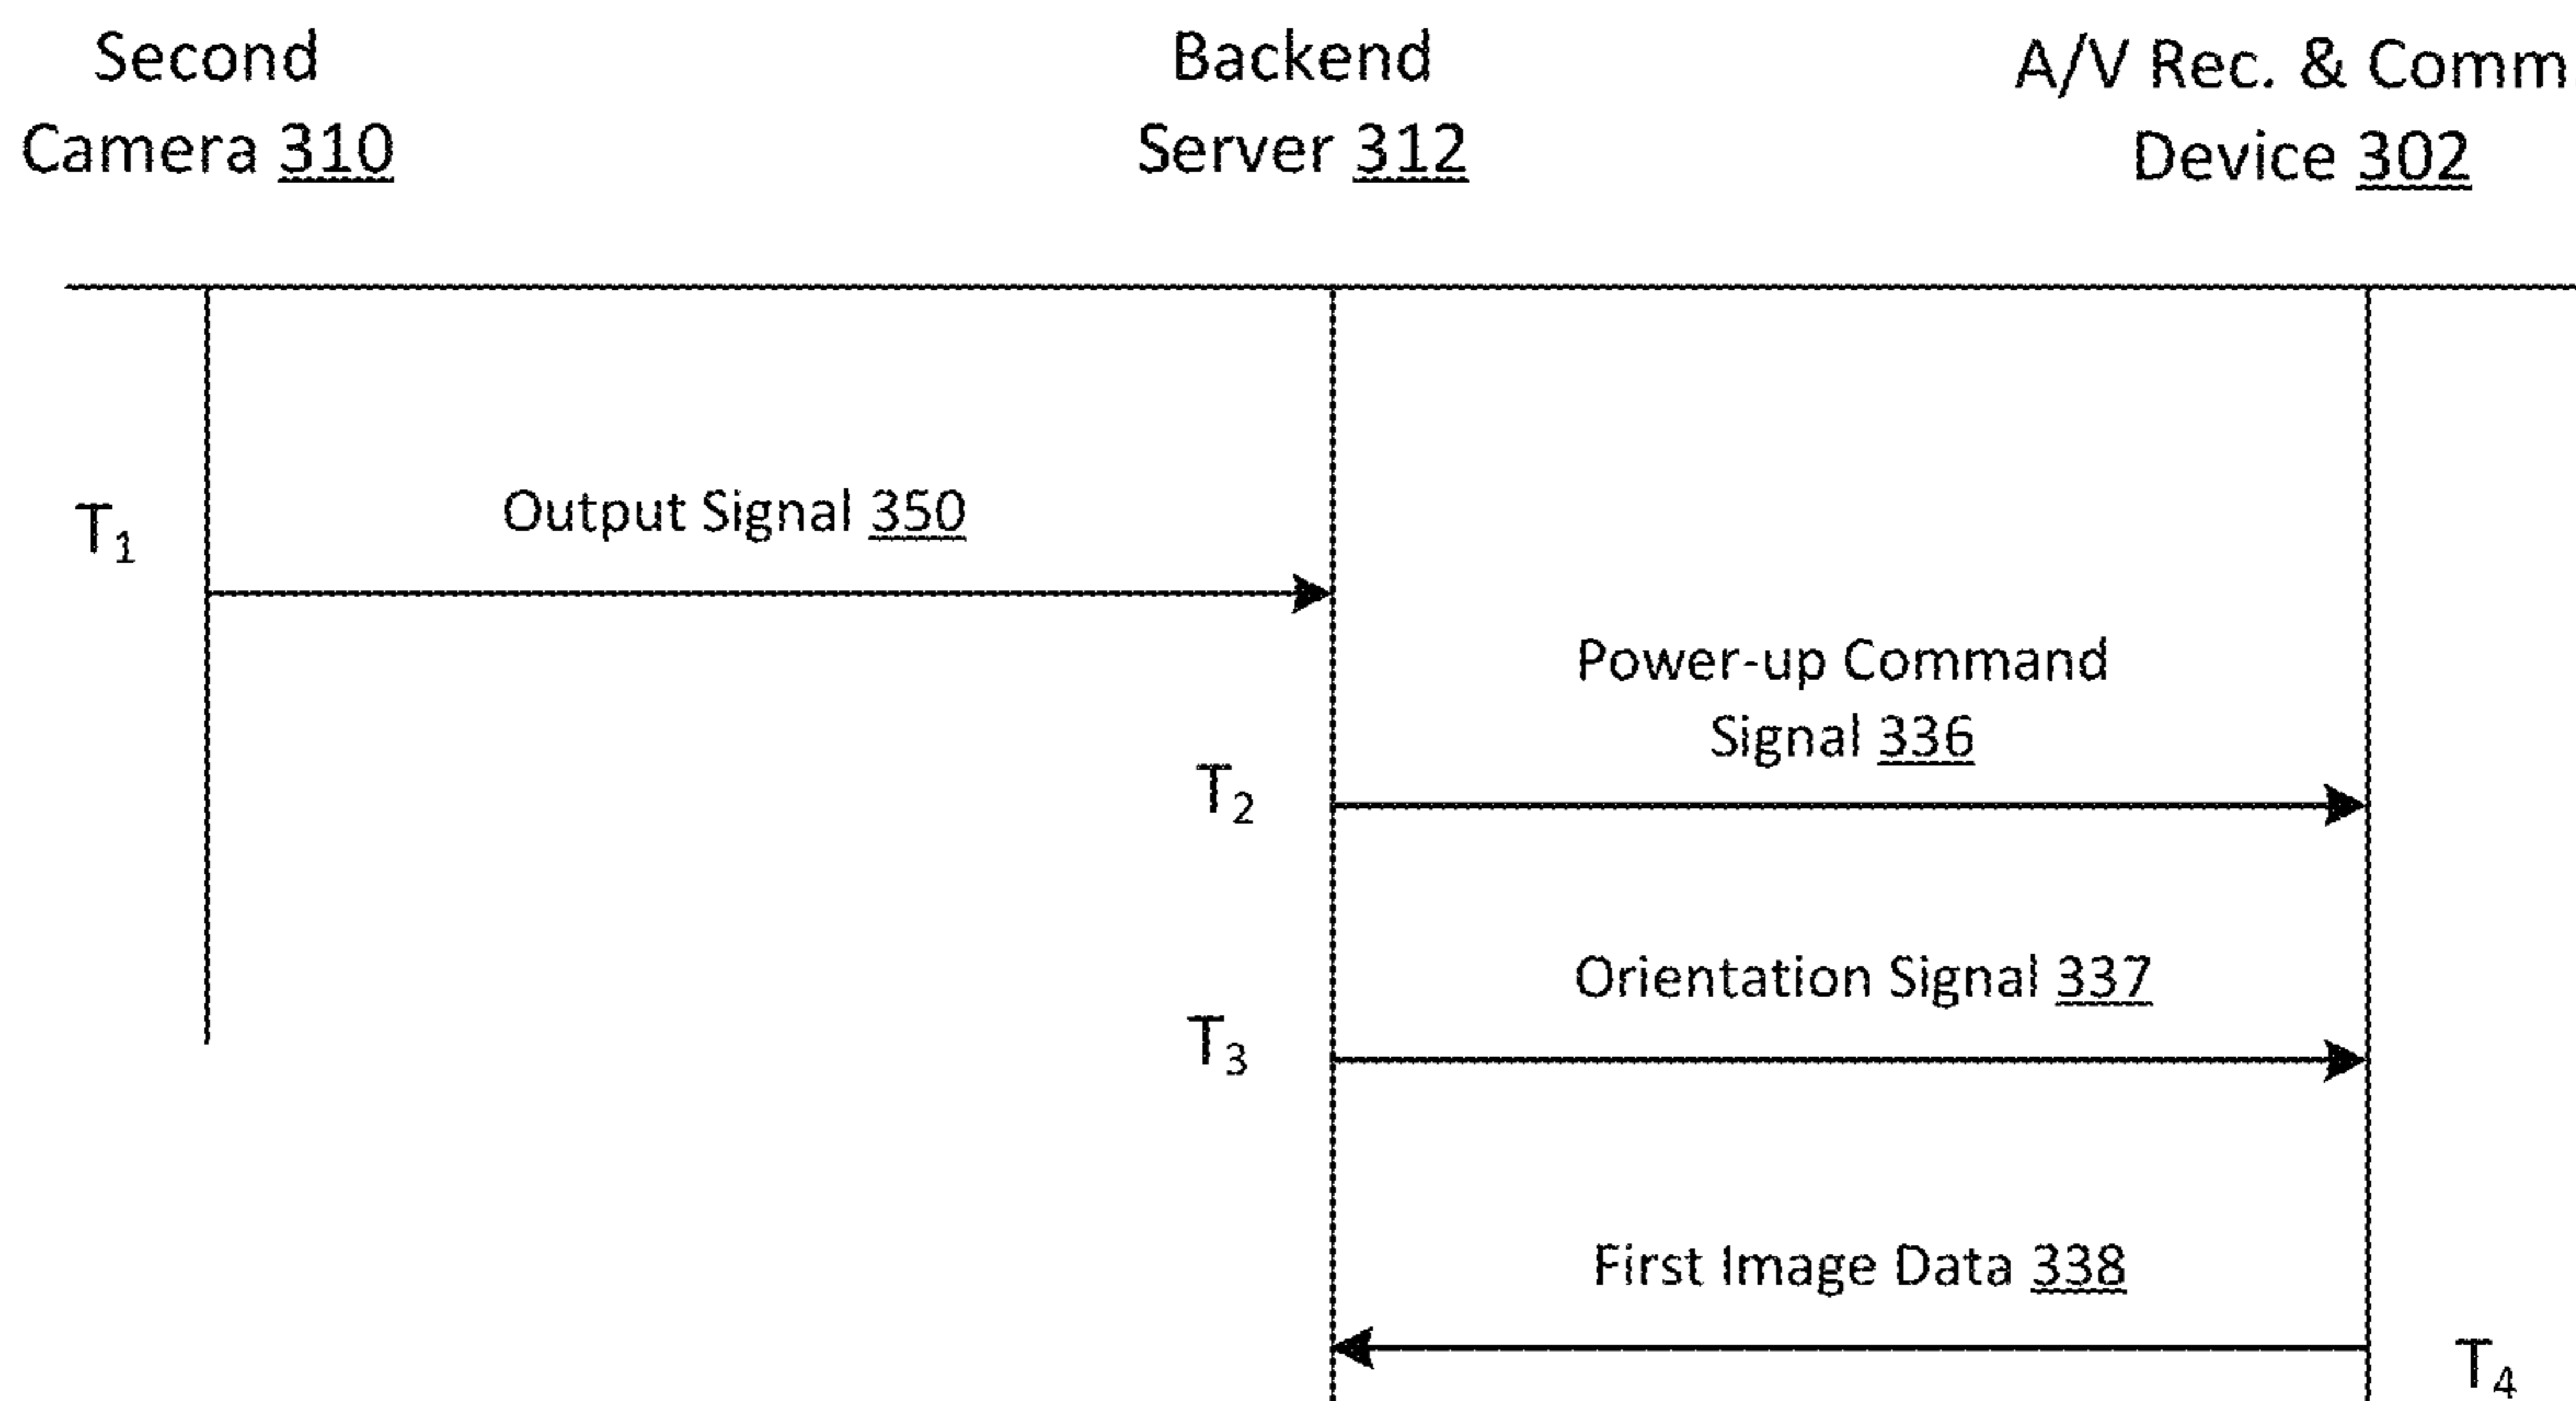 Second
Camera 310
Backend
Server 312
A/V Rec. & Comm
Device 302
T1
Output Signal 350
Power-up Command
Signal 336
T2
Orientation Signal 337
T3
First Image Data 338
T4